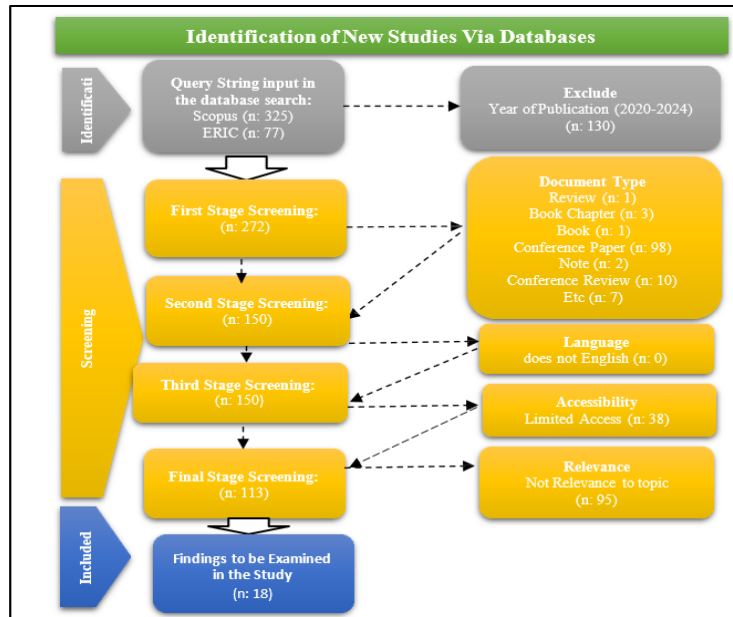 Identification of New Studies Via Databases
Identificati
Query String input in
the database search:
Scopus (n: 325)
ERIC (n: 77)
Exclude
Year of Publication (2020-2024)
(n: 130)
Screening
First Stage Screening:
(n: 272)
Document Type
Review (n: 1)
Book Chapter (n: 3)
Book (n: 1)
Conference Paper (n: 98)
Note (n: 2)
Conference Review (n: 10)
Etc (n: 7)
Second Stage Screening:
(n: 150)
Language
does not English (n: 0)
Third Stage Screening:
(n: 150)
Accessibility
Limited Access (n: 38)
Final Stage Screening:
(n: 113)
Relevance
Not Relevance to topic
(n: 95)
Included
Findings to be Examined
in the Study
(n: 18)